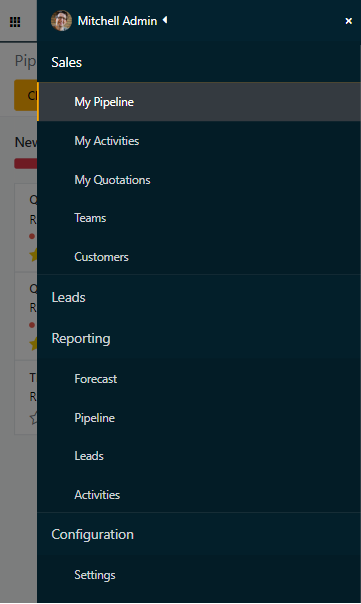 Mitchell Admin
×
Sales
My Pipeline
My Activities
My Quotations
Teams
Customers
Leads
Reporting
Forecast
Pipeline
Leads
Activities
Configuration
Settings
Pip
C
New
Q
R
Q
R
T
R